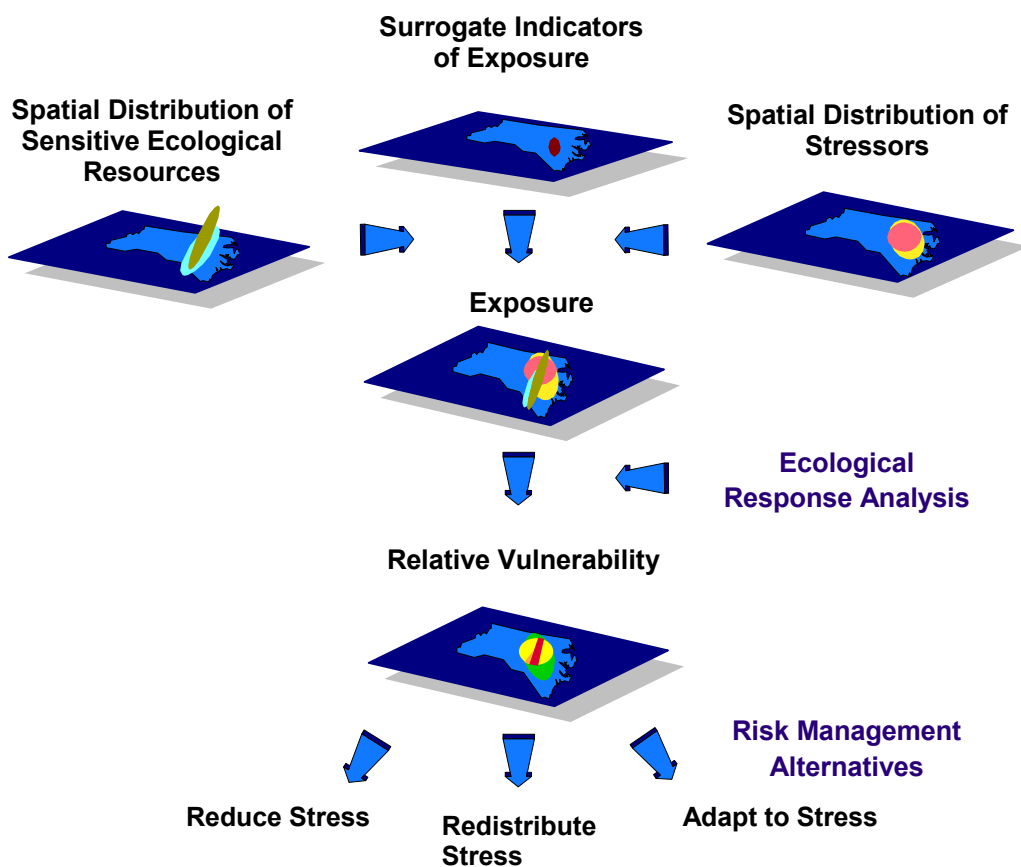 Surrogate Indicators
of Exposure
Spatial Distribution of
Sensitive Ecological
Resources
Spatial Distribution of
Stressors
Exposure
Ecological
Response Analysis
Relative Vulnerability
Risk Management
Alternatives
Reduce Stress
Redistribute
Stress
Adapt to Stress